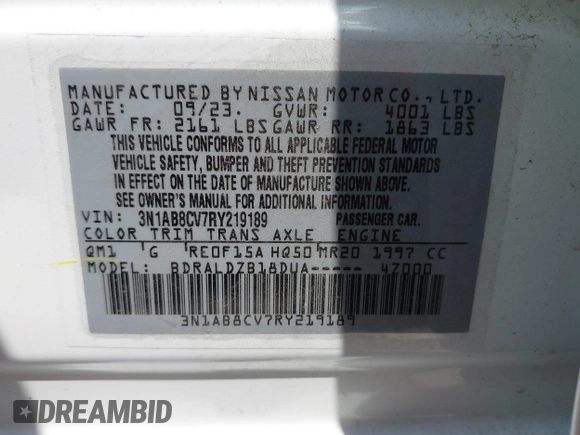 MANUFACTURED BY NISSAN MOTOR CO., LTD.
DATE: 09/23. GVWR: 4001 LBS
GAWR FR: 2161 LBS GAWR RR: 1863 LBS
THIS VEHICLE CONFORMS TO ALL APPLICABLE FEDERAL MOTOR
VEHICLE SAFETY, BUMPER AND THEFT PREVENTION STANDARDS
IN EFFECT ON THE DATE OF MANUFACTURE SHOWN ABOVE.
SEE OWNER'S MANUAL FOR ADDITIONAL INFORMATION.
VIN: 3N1AB8CV7RY219189 PASSENGER CAR.
COLOR TRIM TRANS AXLE ENGINE
QM1 'G 'RE0F15A HQ50 'MR20 1997 CC
MODEL: BDRALDZB18DUA----- 4Z000
3N1AB8CV7RY219189
DREAMBID